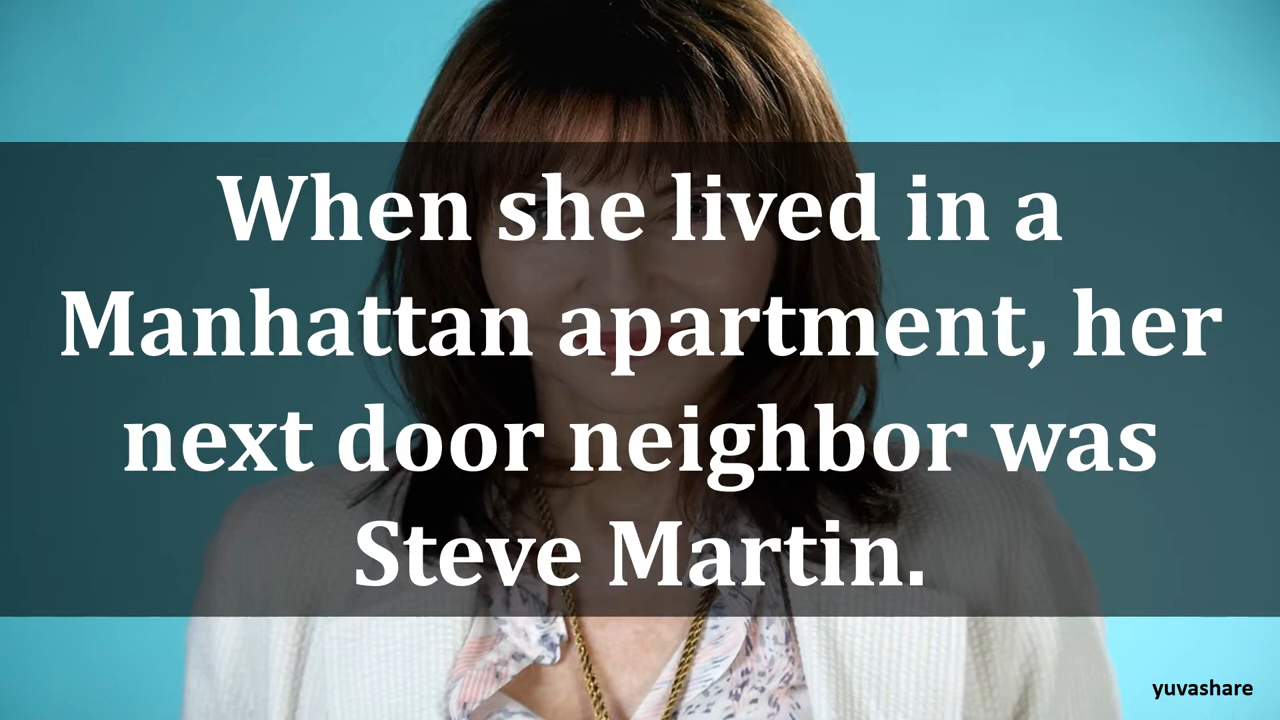 When she lived in a
Manhattan apartment, her
next door neighbor was
Steve Martin.
yuvashare